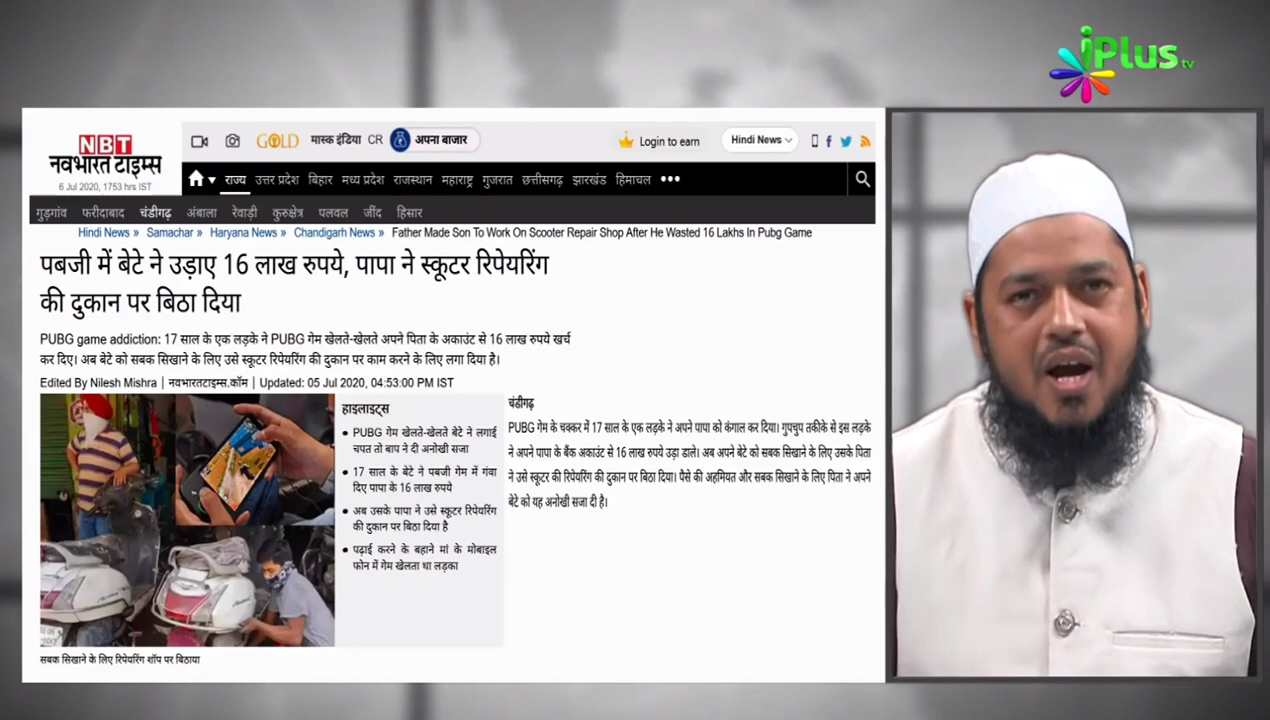 iPlus tv
NBT
नवभारत टाइम्स
6 Jul 2020, 1753 hrs IST
GOLD मास्क इंडिया CR अपना बाजार Login to earn Hindi News
राज्य उत्तर प्रदेश बिहार मध्य प्रदेश राजस्थान महाराष्ट्र गुजरात छत्तीसगढ़ झारखंड हिमाचल •••
गुड़गांव फरीदाबाद चंडीगढ़ अंबाला रेवाड़ी कुरुक्षेत्र पलवल जींद हिसार
Hindi News » Samachar » Haryana News » Chandigarh News » Father Made Son To Work On Scooter Repair Shop After He Wasted 16 Lakhs In Pubg Game
पबजी में बेटे ने उड़ाए 16 लाख रुपये, पापा ने स्कूटर रिपेयरिंग
की दुकान पर बिठा दिया
PUBG game addiction: 17 साल के एक लड़के ने PUBG गेम खेलते-खेलते अपने पिता के अकाउंट से 16 लाख रुपये खर्च
कर दिए। अब बेटे को सबक सिखाने के लिए उसे स्कूटर रिपेयरिंग की दुकान पर काम करने के लिए लगा दिया है।
Edited By Nilesh Mishra | नवभारतटाइम्स.कॉम | Updated: 05 Jul 2020, 04:53:00 PM IST
हाइलाइट्स
• PUBG गेम खेलते-खेलते बेटे ने लगाई
चपत तो बाप ने दी अनोखी सजा
• 17 साल के बेटे ने पबजी गेम में गंवा
दिए पापा के 16 लाख रुपये
• अब उसके पापा ने उसे स्कूटर रिपेयरिंग
की दुकान पर बिठा दिया है
• पढ़ाई करने के बहाने मां के मोबाइल
फोन में गेम खेलता था लड़का
चंडीगढ़
PUBG गेम के चक्कर में 17 साल के एक लड़के ने अपने पापा को कंगाल कर दिया। गुपचुप तकीके से इस लड़के
ने अपने पापा के बैंक अकाउंट से 16 लाख रुपये उड़ा डाले। अब अपने बेटे को सबक सिखाने के लिए उसके पिता
ने उसे स्कूटर की रिपेयरिंग की दुकान पर बिठा दिया। पैसे की अहमियत और सबक सिखाने के लिए पिता ने अपने
बेटे को यह अनोखी सजा दी है।
सबक सिखाने के लिए रिपेयरिंग शॉप पर बिठाया